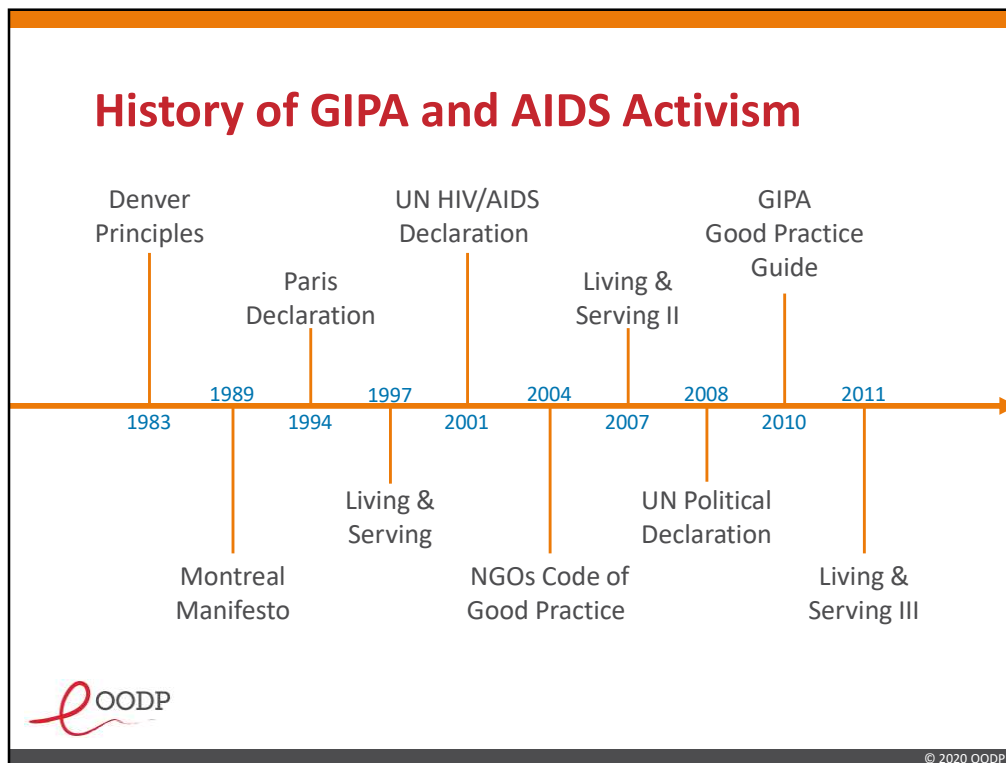 History of GIPA and AIDS Activism
Denver
Principles
UN HIV/AIDS
Declaration
GIPA
Good Practice
Guide
Paris
Declaration
Living &
Serving II
1989
1997
2004
2008
2011
1983
1994
2001
2007
2010
Living &
Serving
UN Political
Declaration
Montreal
Manifesto
NGOs Code of
Good Practice
Living &
Serving III
OODP
© 2020 OODP